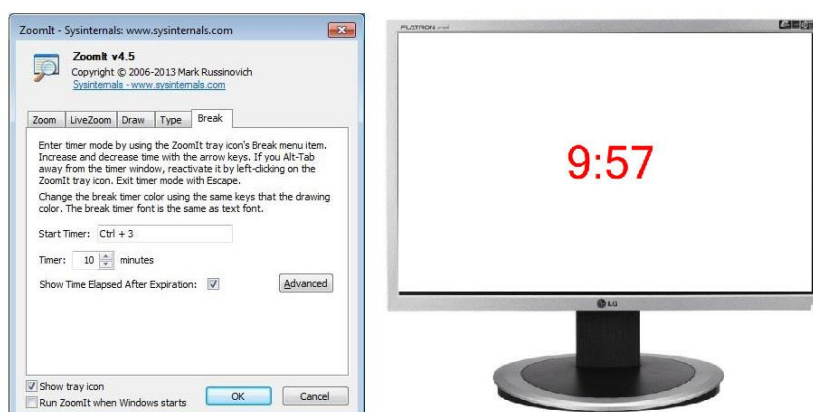 ZoomIt - Sysinternals: www.sysinternals.com
ZoomIt v4.5
Copyright © 2006-2013 Mark Russinovich
Sysinternals - www.sysinternals.com
Zoom LiveZoom Draw Type Break
Enter timer mode by using the ZoomIt tray icon's Break menu item.
Increase and decrease time with the arrow keys. If you Alt-Tab
away from the timer window, reactivate it by left-clicking on the
ZoomIt tray icon. Exit timer mode with Escape.
Change the break timer color using the same keys that the drawing
color. The break timer font is the same as text font.
Start Timer: Ctrl + 3
Timer: 10 minutes
Show Time Elapsed After Expiration:
Advanced
Show tray icon
Run ZoomIt when Windows starts
OK Cancel
FLATRON
9:57
LG